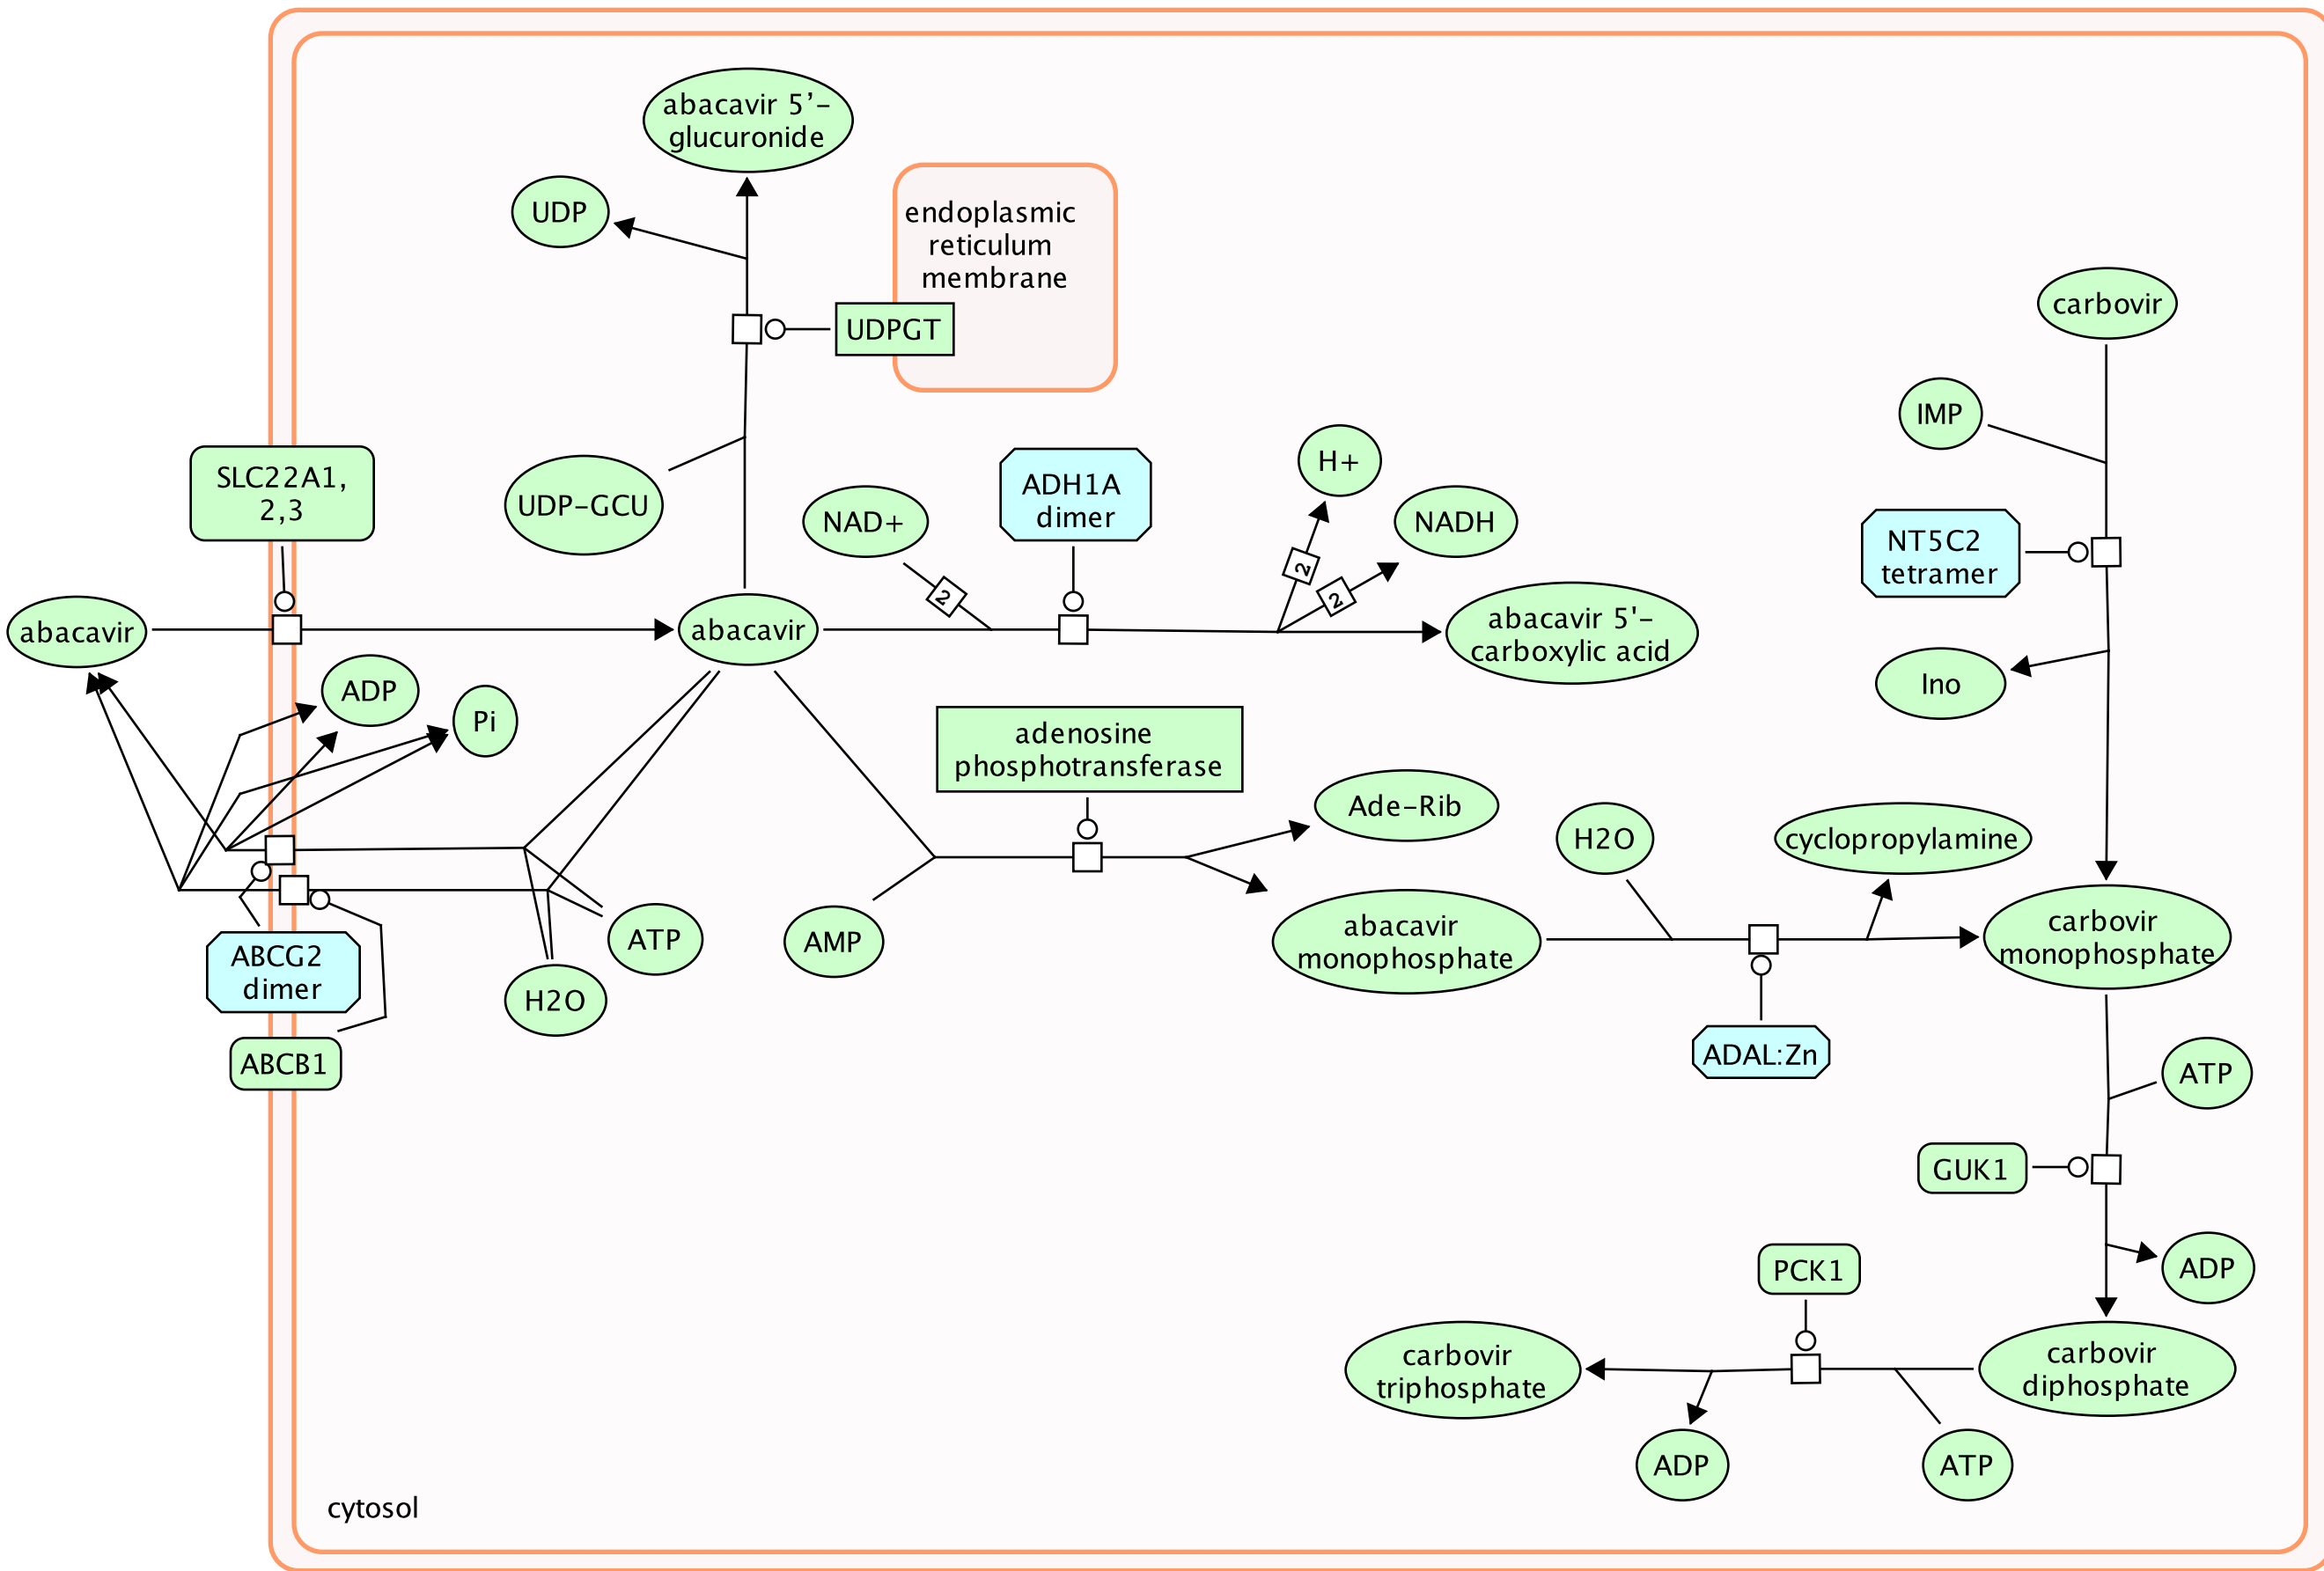 abacavir 5’-
glucuronide
UDP
endoplasmic
reticulum
membrane
UDPGT
carbovir
IMP
SLC22A1,
2,3
UDP-GCU
NAD+
ADH1A
dimer
H+
NADH
NT5C2
tetramer
abacavir
abacavir
2
2
2
abacavir 5'-
carboxylic acid
Ino
ADP
Pi
adenosine
phosphotransferase
Ade-Rib
H2O
cyclopropylamine
AMP
ATP
abacavir
monophosphate
carbovir
monophosphate
ABCG2
dimer
H2O
ABCB1
ADAL:Zn
ATP
GUK1
ADP
PCK1
carbovir
triphosphate
carbovir
diphosphate
ADP
ATP
cytosol